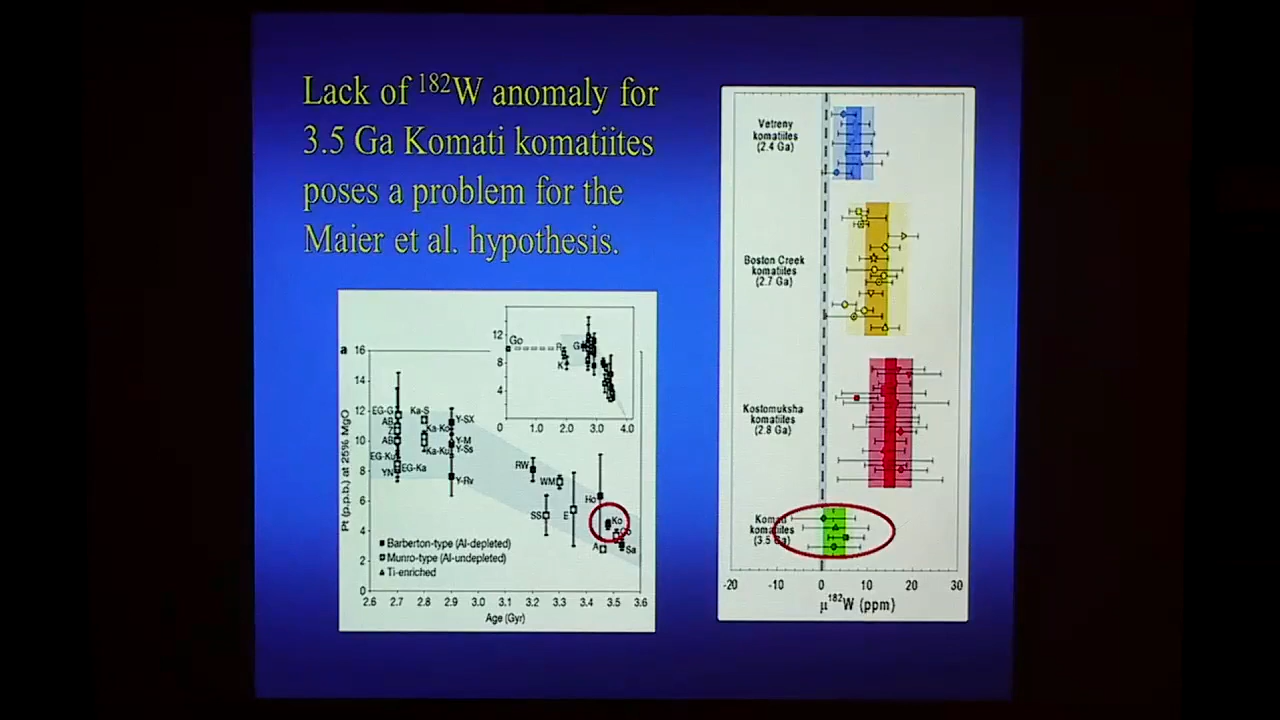 Lack of ¹⁸²W anomaly for
3.5 Ga Komati komatiites
poses a problem for the
Maier et al. hypothesis.
a
Pt (p.p.b.) at 25% MgO
16
14
12
10
8
6
4
2
0
2.6 2.7 2.8 2.9 3.0 3.1 3.2 3.3 3.4 3.5 3.6
Age (Gyr)
EG-G
AB
Z
AB
EG-Ku
YN
EG-Ka
Ka-S
Ka-Ko
Ka-Ku
Y-SX
Y-M
Y-Ss
Y-Rv
RW
WM
SS
E
Ho
Ko
A
Sa
Barberton-type (Al-depleted)
Munro-type (Al-undepleted)
Ti-enriched
12
8
4
0 1.0 2.0 3.0 4.0
Go
R
K
G
Vetreny
komatiites
(2.4 Ga)
Boston Creek
komatiites
(2.7 Ga)
Kostomuksha
komatiites
(2.8 Ga)
Komati
komatiites
(3.5 Ga)
-20 -10 0 10 20 30
μ¹⁸²W (ppm)